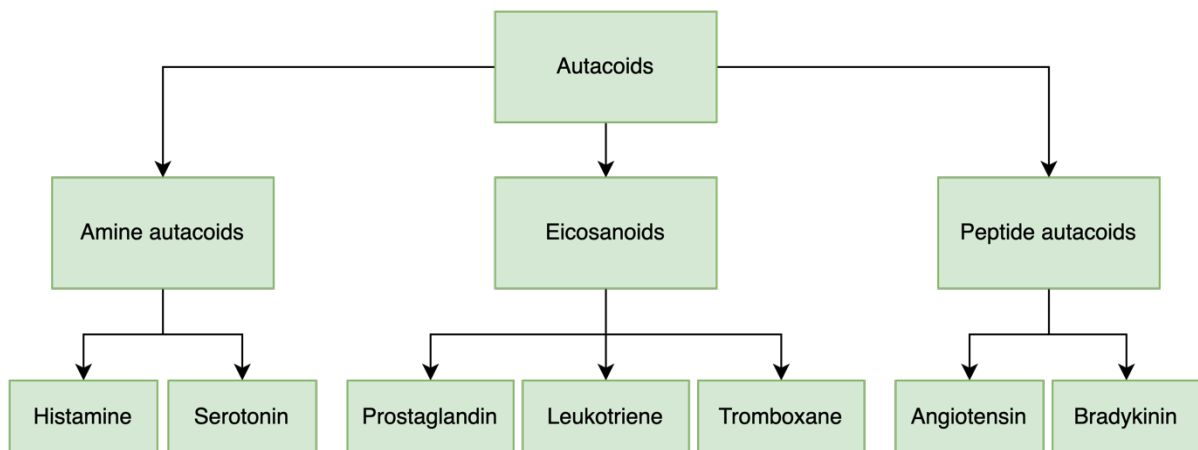 Autacoids
Amine autacoids
Eicosanoids
Peptide autacoids
Histamine
Serotonin
Prostaglandin
Leukotriene
Tromboxane
Angiotensin
Bradykinin